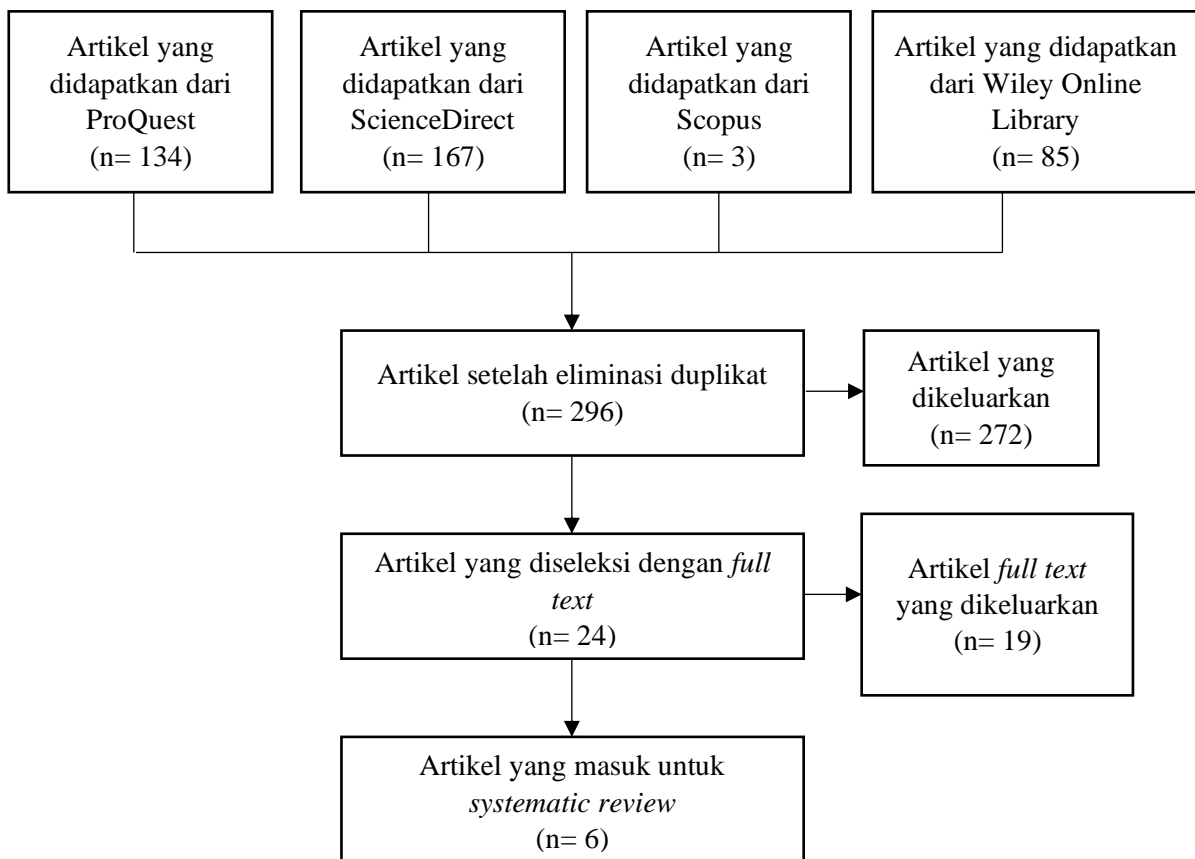 Artikel yang
didapatkan dari
ProQuest
(n= 134)
Artikel yang
didapatkan dari
ScienceDirect
(n= 167)
Artikel yang
didapatkan dari
Scopus
(n= 3)
Artikel yang didapatkan
dari Wiley Online
Library
(n= 85)
Artikel setelah eliminasi duplikat
(n= 296)
Artikel yang
dikeluarkan
(n= 272)
Artikel yang diseleksi dengan full
text
(n= 24)
Artikel full text
yang dikeluarkan
(n= 19)
Artikel yang masuk untuk
systematic review
(n= 6)